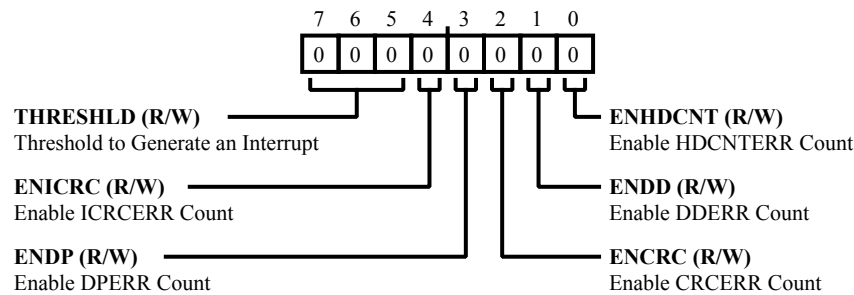 7 6 5 4 3 2 1 0
0 0 0 0 0 0 0 0
THRESHLD (R/W)
Threshold to Generate an Interrupt
ENICRC (R/W)
Enable ICRCERR Count
ENDP (R/W)
Enable DPERR Count
ENHDCNT (R/W)
Enable HDCNTERR Count
ENDD (R/W)
Enable DDERR Count
ENCRC (R/W)
Enable CRCERR Count